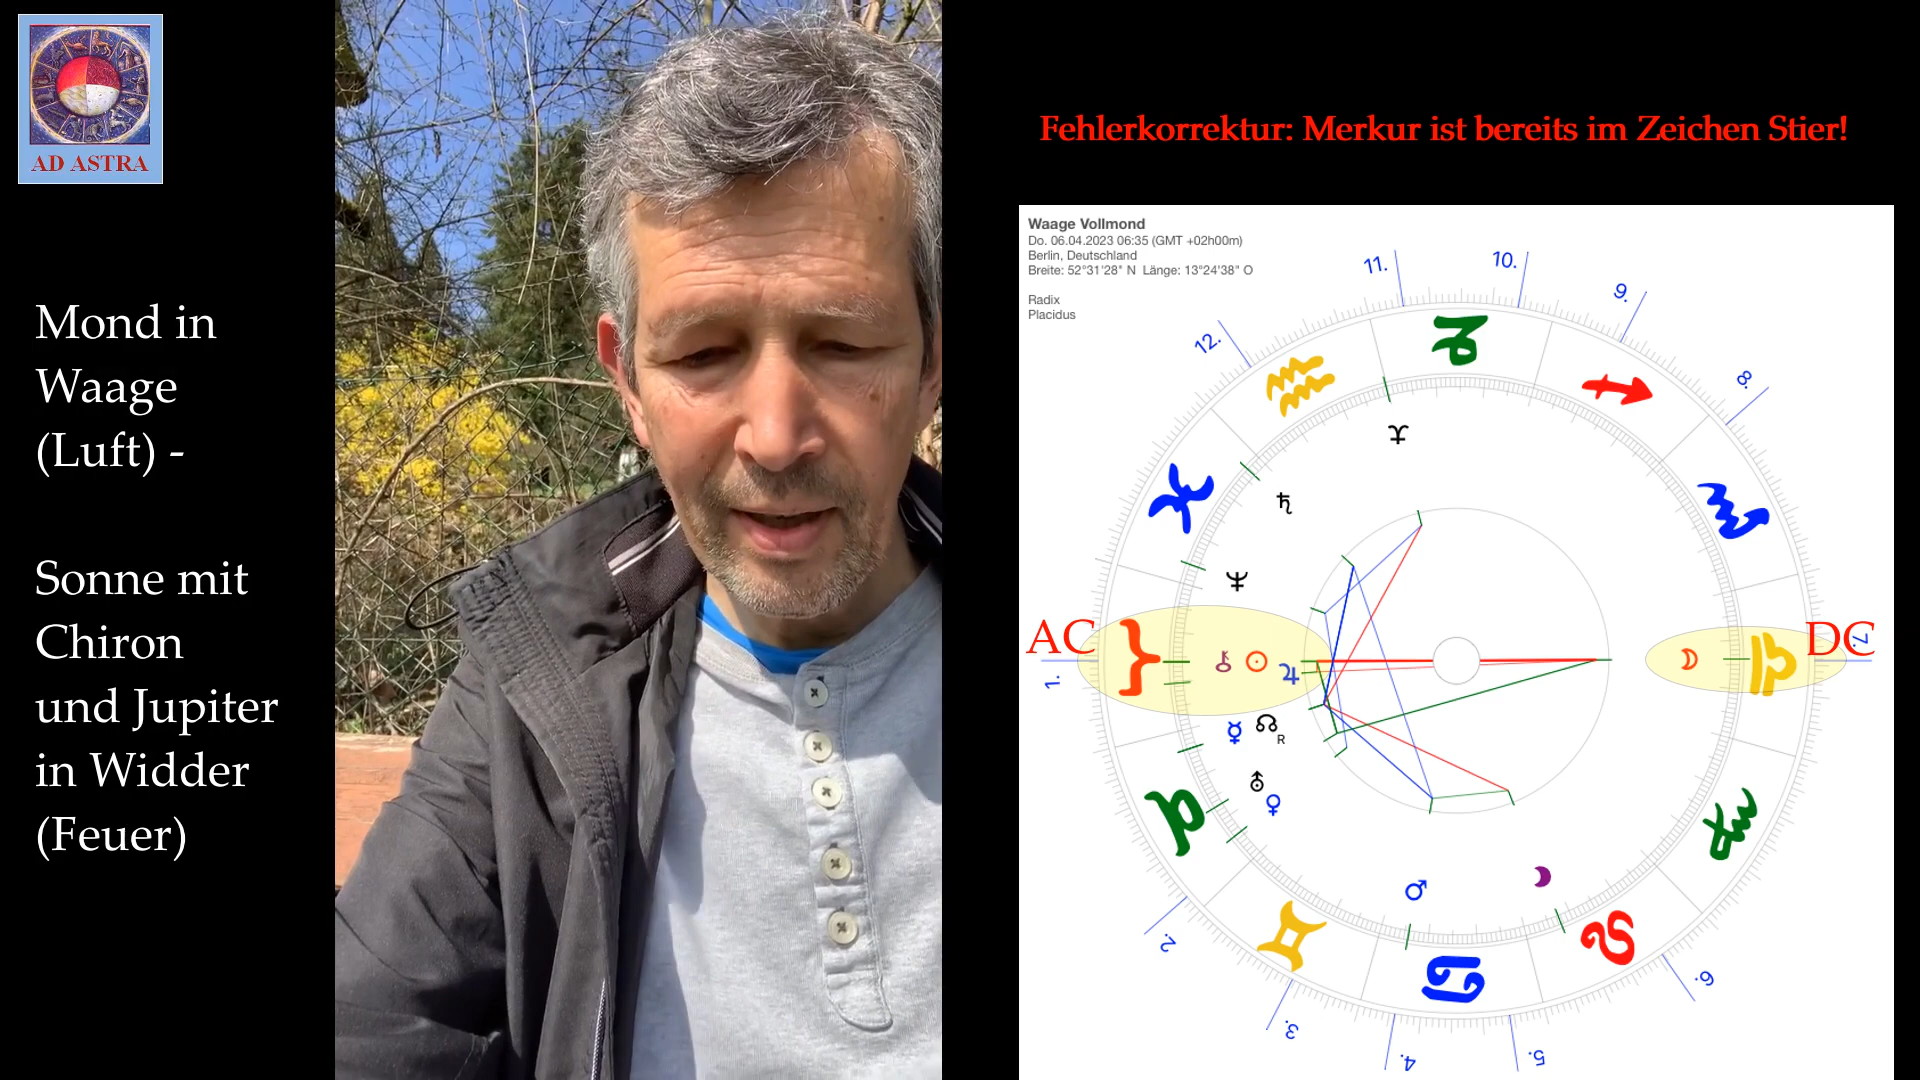 AD ASTRA
Mond in
Waage
(Luft) -
Sonne mit
Chiron
und Jupiter
in Widder
(Feuer)
Fehlerkorrektur: Merkur ist bereits im Zeichen Stier!
Waage Vollmond
Do. 06.04.2023 06:35 (GMT +02h00m)
Berlin, Deutschland
Breite: 52°31'28" N Länge: 13°24'38" O
Radix
Placidus
11.
10.
9.
12.
8.
AC
DC
7.
1.
R
2.
6.
3.
4.
5.